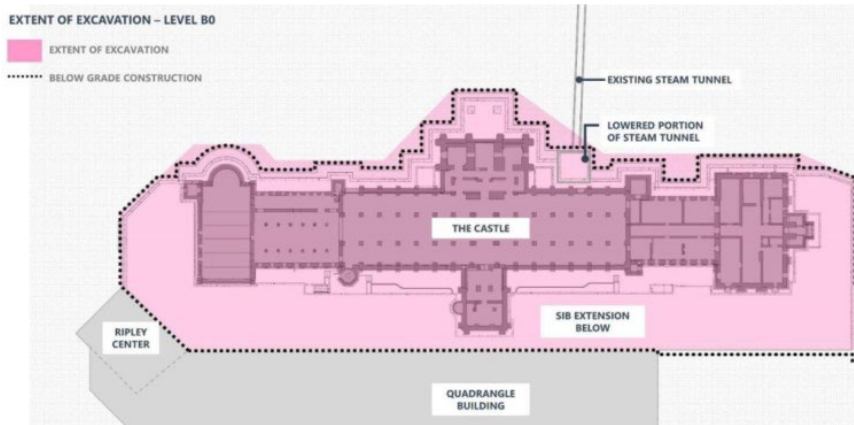 EXTENT OF EXCAVATION – LEVEL B0
EXTENT OF EXCAVATION
BELOW GRADE CONSTRUCTION
EXISTING STEAM TUNNEL
LOWERED PORTION
OF STEAM TUNNEL
THE CASTLE
SIB EXTENSION
BELOW
RIPLEY
CENTER
QUADRANGLE
BUILDING